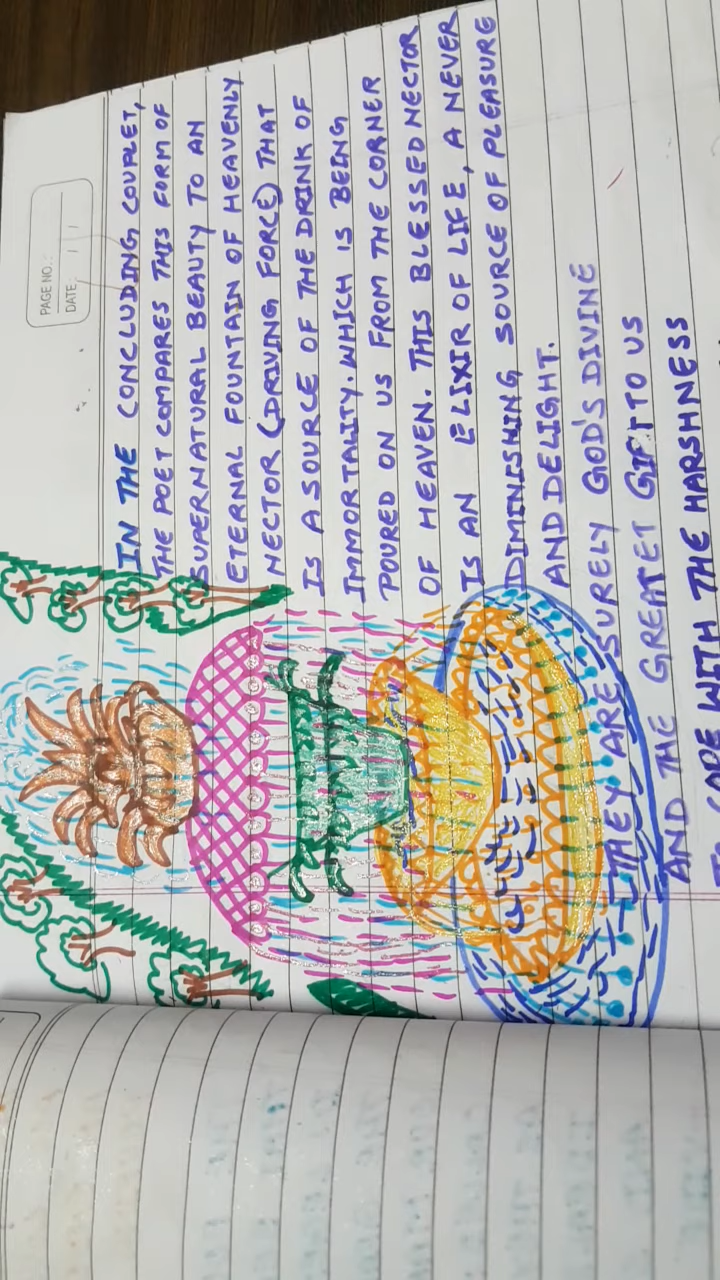 PAGE NO.:
DATE: / /
IN THE CONCLUDING COUPLET,
THE POET COMPARES THIS FORM OF
SUPERNATURAL BEAUTY TO AN
ETERNAL FOUNTAIN OF HEAVENLY
NECTOR (DRIVING FORCE) THAT
IS A SOURCE OF THE DRINK OF
IMMORTALITY. WHICH IS BEING
POURED ON US FROM THE CORNER
OF HEAVEN. THIS BLESSED NECTOR
IS AN ELIXIR OF LIFE, A NEVER
DIMINISHING SOURCE OF PLEASURE
AND DELIGHT.
THEY ARE SURELY GOD'S DIVINE
AND THE GREATET GIFT TO US
WITH THE HARSHNESS